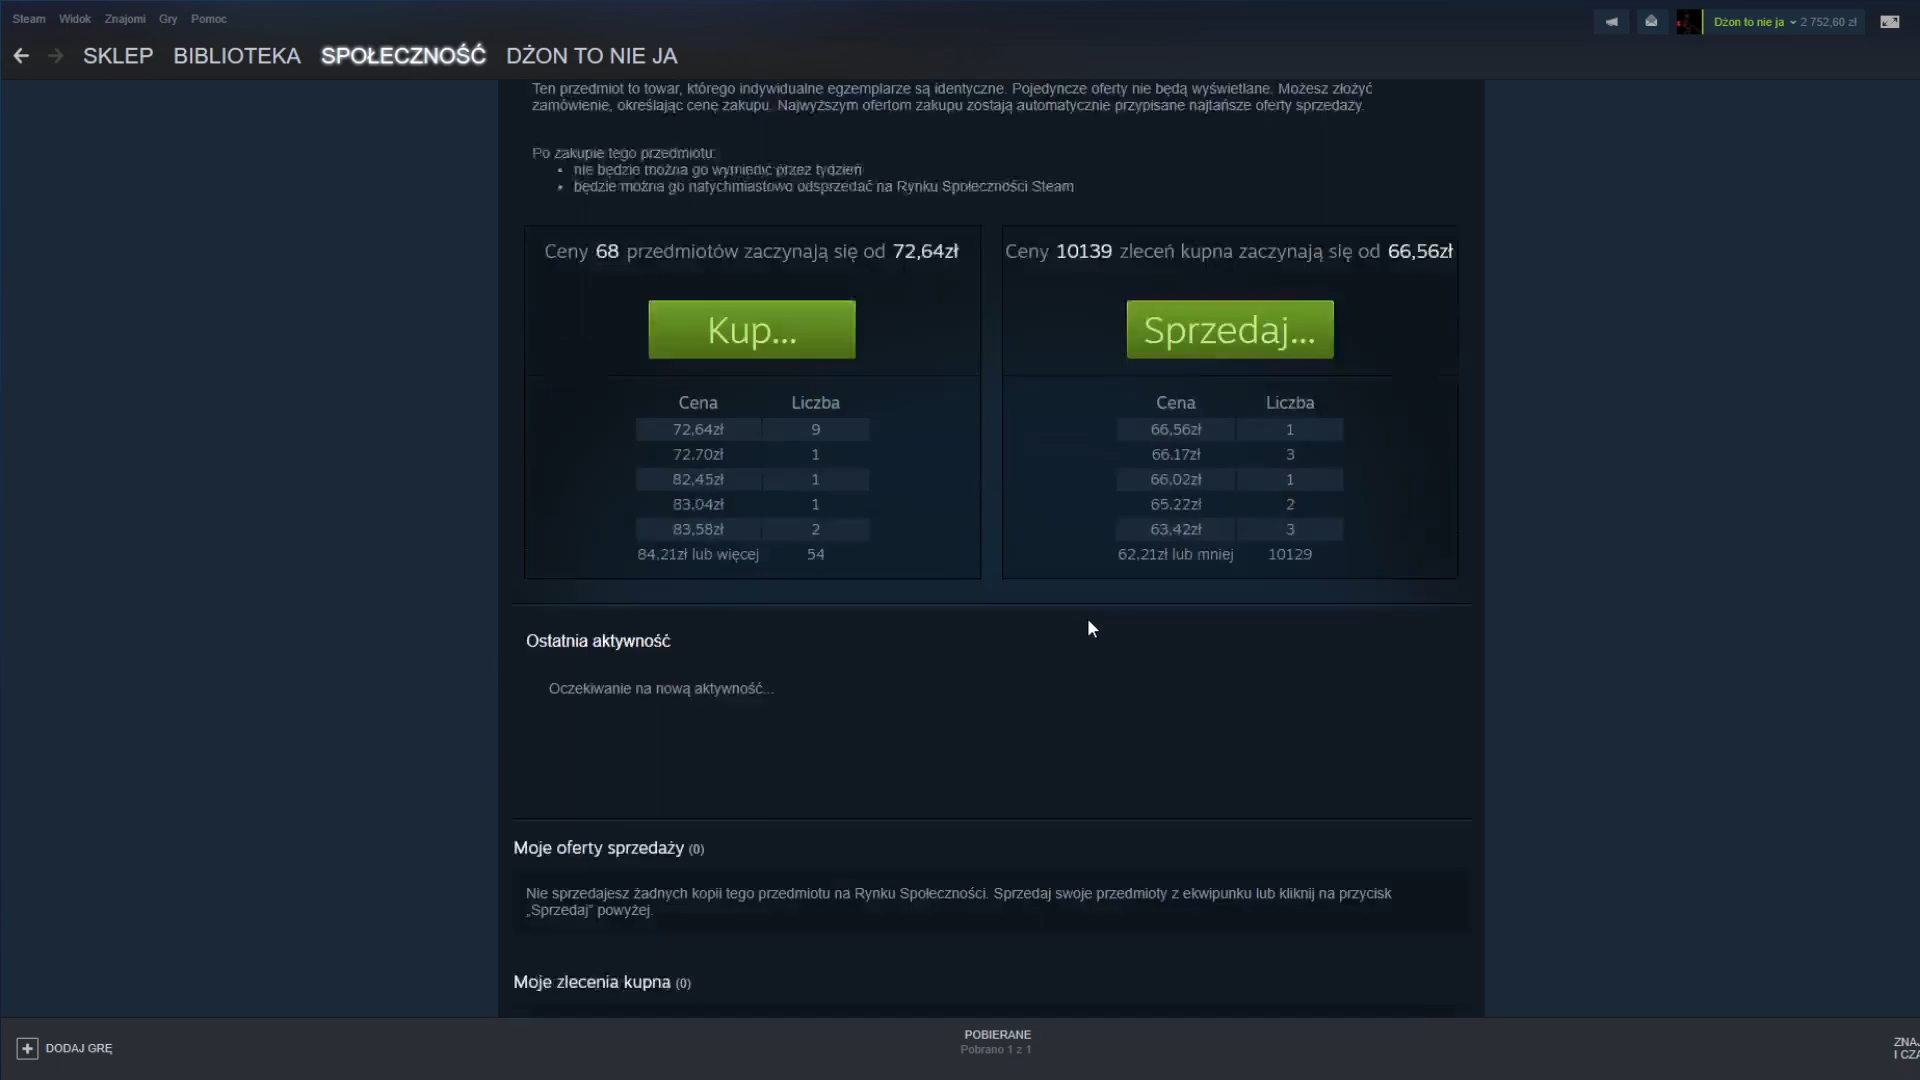 Steam Widok Znajomi Gry Pomoc
Dżon to nie ja 2 752,60 zł
SKLEP BIBLIOTEKA SPOŁECZNOŚĆ DŻON TO NIE JA
Ten przedmiot to towar, którego indywidualne egzemplarze są identyczne. Pojedyncze oferty nie będą wyświetlane. Możesz złożyć
zamówienie, określając cenę zakupu. Najwyższym ofertom zakupu zostają automatycznie przypisane najtańsze oferty sprzedaży.
Po zakupie tego przedmiotu:
• nie będzie można go wymienić przez tydzień
• będzie można go natychmiastowo odsprzedać na Rynku Społeczności Steam
Ceny 68 przedmiotów zaczynają się od 72,64zł
Kup...
Cena Liczba
72,64zł 9
72,70zł 1
82,45zł 1
83,04zł 1
83,58zł 2
84,21zł lub więcej 54
Ceny 10139 zleceń kupna zaczynają się od 66,56zł
Sprzedaj...
Cena Liczba
66,56zł 1
66,17zł 3
66,02zł 1
65,22zł 2
63,42zł 3
62,21zł lub mniej 10129
Ostatnia aktywność
Oczekiwanie na nową aktywność...
Moje oferty sprzedaży (0)
Nie sprzedajesz żadnych kopii tego przedmiotu na Rynku Społeczności. Sprzedaj swoje przedmioty z ekwipunku lub kliknij na przycisk
„Sprzedaj” powyżej.
Moje zlecenia kupna (0)
DODAJ GRĘ
POBIERANE
Pobrano 1 z 1
ZNAJ
I CZA